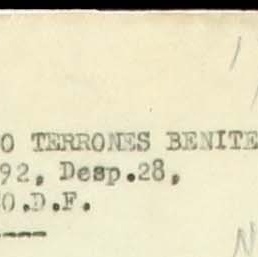 O TERRONES BENITE
92, Desp.28,
O.D.F.
----
N